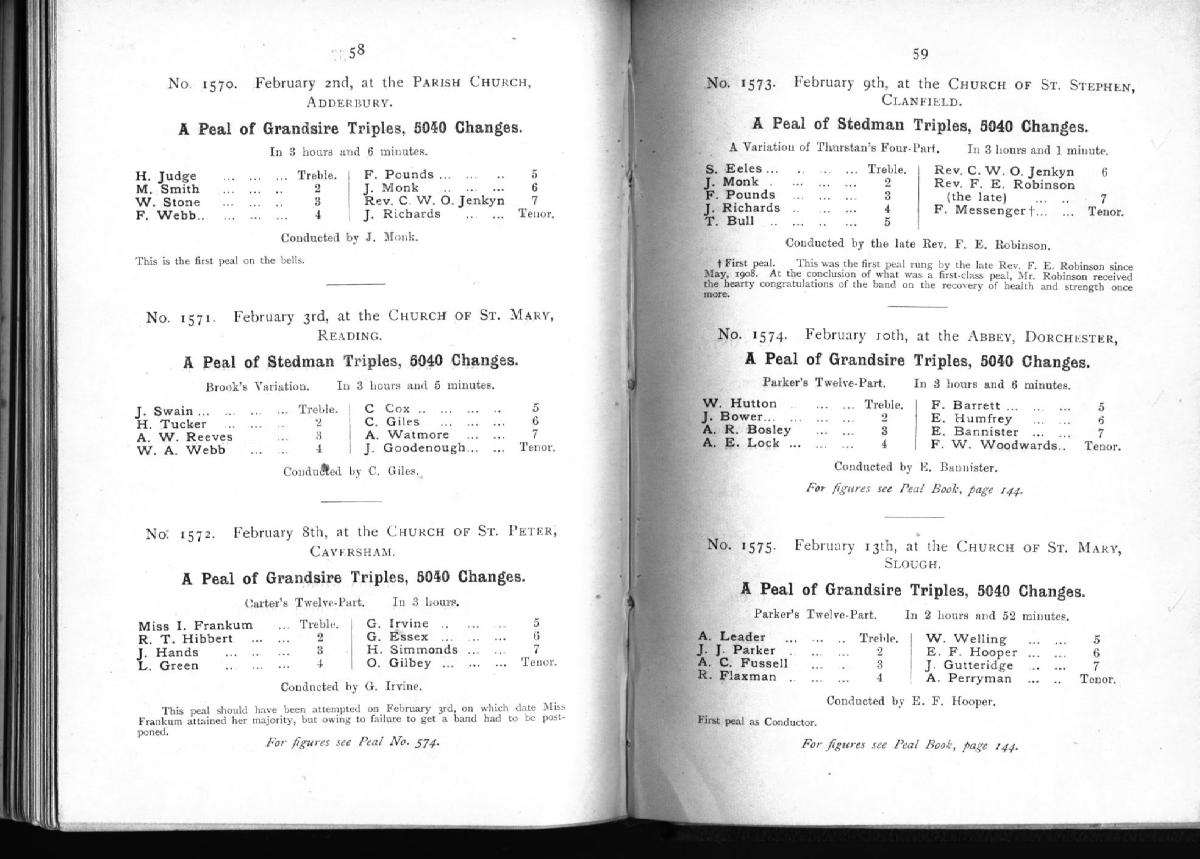 58
No. 1570. February 2nd, at the PARISH CHURCH,
ADDERBURY.
A Peal of Grandsire Triples, 5040 Changes.
In 3 hours and 6 minutes.
H. Judge ... ... ... Treble.
M. Smith ... ... .. 2
W. Stone ... ... ... 3
F. Webb.. ... ... ... 4
F. Pounds ... ... .. 5
J. Monk .. ... ... 6
Rev. C. W. O. Jenkyn 7
J. Richards ... ... Tenor.
Conducted by J. Monk.
This is the first peal on the bells.
No. 1571. February 3rd, at the CHURCH OF ST. MARY,
READING.
A Peal of Stedman Triples, 5040 Changes.
Brook's Variation. In 3 hours and 5 minutes.
J. Swain ... ... ... ... Treble.
H. Tucker ... ... .. 2
A. W. Reeves ... 3
W. A. Webb ... ... 4
C Cox .. ... ... .. 5
C. Giles ... ... ... 6
A. Watmore ... ... 7
J. Goodenough... ... Tenor.
Conducted by C. Giles.
No. 1572. February 8th, at the CHURCH OF ST. PETER,
CAVERSHAM.
A Peal of Grandsire Triples, 5040 Changes.
Carter's Twelve-Part. In 3 hours.
Miss I. Frankum ... Treble.
R. T. Hibbert ... ... 2
J. Hands ... ... ... 3
L. Green ... ... ... 4
G. Irvine .. ... .. 5
G. Essex ... ... ... 6
H. Simmonds ... ... 7
O. Gilbey ... ... ... Tenor.
Conducted by G. Irvine.
This peal should have been attempted on February 3rd, on which date Miss
Frankum attained her majority, but owing to failure to get a band had to be post-
poned.
For figures see Peal No. 574.
59
No. 1573. February 9th, at the CHURCH OF ST. STEPHEN,
CLANFIELD.
A Peal of Stedman Triples, 5040 Changes.
A Variation of Thurstan's Four-Part. In 3 hours and 1 minute.
S. Eeles ... .. ... ... Treble.
J. Monk . ... ... ... 2
F. Pounds ... ... ... 3
J. Richards .. ... ... 4
T. Bull .. ... ... ... 5
Rev. C. W. O. Jenkyn 6
Rev. F. E. Robinson
(the late) ... .. 7
F. Messenger †... ... Tenor.
Conducted by the late Rev. F. E. Robinson.
† First peal. This was the first peal rung by the late Rev. F. E. Robinson since
May, 1908. At the conclusion of what was a first-class peal, Mr. Robinson received
the hearty congratulations of the band on the recovery of health and strength once
more.
No. 1574. February 10th, at the ABBEY, DORCHESTER,
A Peal of Grandsire Triples, 5040 Changes.
Parker's Twelve-Part. In 3 hours and 6 minutes.
W. Hutton ... ... Treble.
J. Bower... ... ... ... 2
A. R. Bosley ... ... 3
A. E. Lock ... ... ... 4
F. Barrett ... ... ... 5
E. Humfrey ... ... 6
E. Bannister ... ... 7
F. W. Woodwards.. Tenor.
Conducted by E. Bannister.
For figures see Peal Book, page 144.
No. 1575. February 13th, at the CHURCH OF ST. MARY,
SLOUGH.
A Peal of Grandsire Triples, 5040 Changes.
Parker's Twelve-Part. In 2 hours and 52 minutes.
A. Leader ... ... .. Treble.
J. J. Parker .. ... ... 2
A. C. Fussell ... .. 3
R. Flaxman .. ... ... 4
W. Welling ... ... 5
E. F. Hooper ... ... 6
J. Gutteridge ... ... 7
A. Perryman ... .. Tenor.
Conducted by E. F. Hooper.
First peal as Conductor.
For figures see Peal Book, page 144.